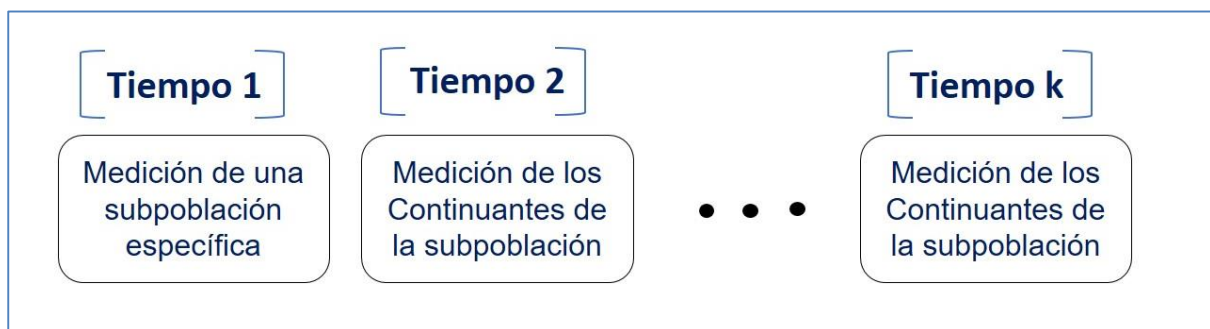 Tiempo 1
Tiempo 2
Tiempo k
Medición de una
subpoblación
específica
Medición de los
Continuantes de
la subpoblación
Medición de los
Continuantes de
la subpoblación